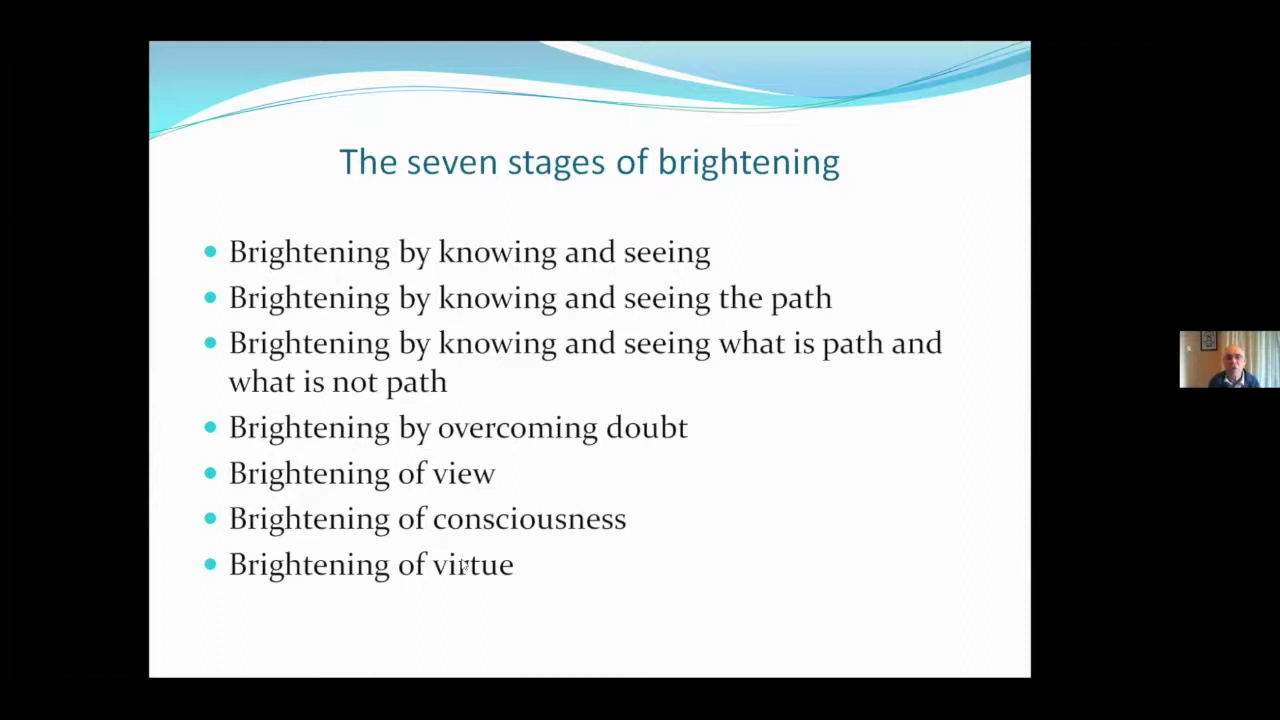 The seven stages of brightening
• Brightening by knowing and seeing
• Brightening by knowing and seeing the path
• Brightening by knowing and seeing what is path and
what is not path
• Brightening by overcoming doubt
• Brightening of view
• Brightening of consciousness
• Brightening of virtue